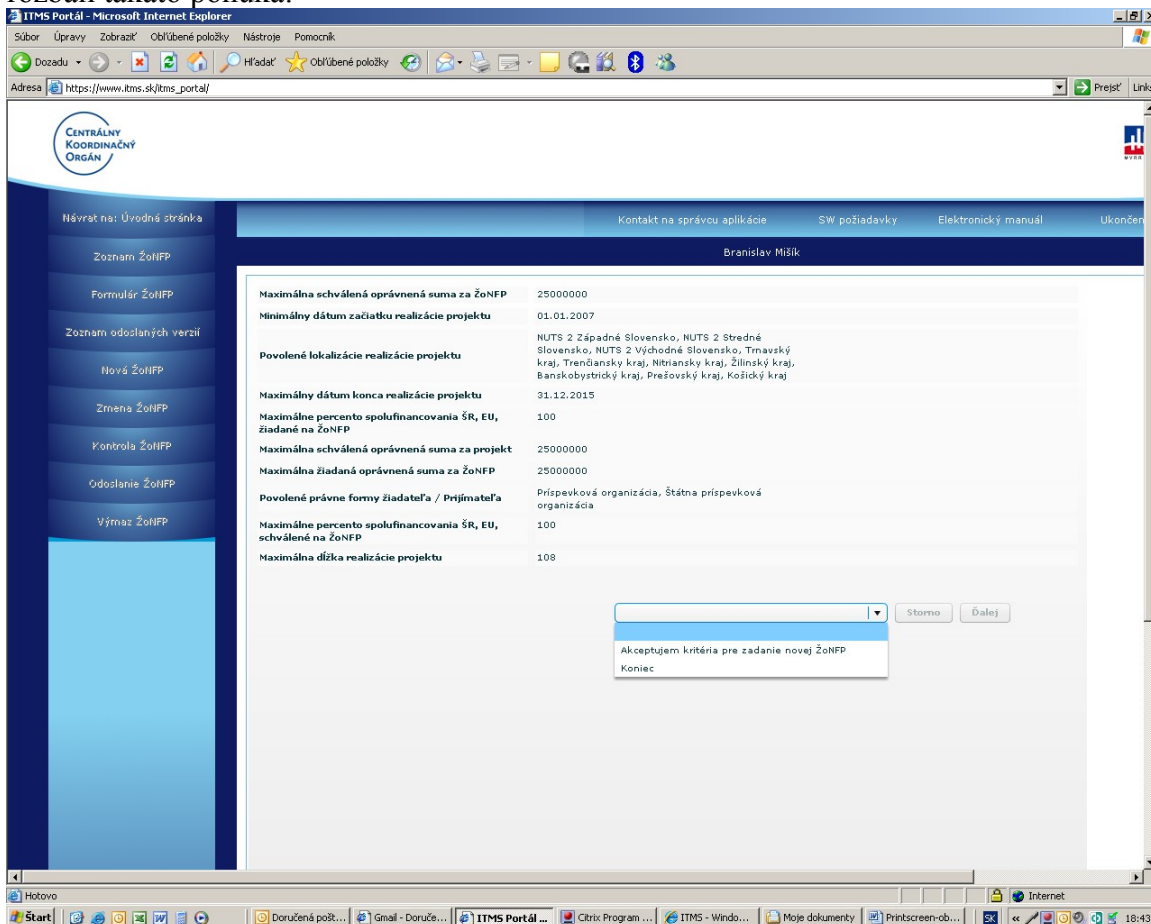 ITMS Portál - Microsoft Internet Explorer
Súbor Úpravy Zobraziť Obľúbené položky Nástroje Pomocník
Dozadu Hľadať Obľúbené položky
Adresa https://www.itms.sk/itms_portal/ Prejsť Links
CENTRÁLNY
KOORDINAČNÝ
ORGÁN
Návrat na: Úvodná stránka
Kontakt na správcu aplikácie SW požiadavky Elektronický manuál Ukončen
Zoznam ŽoNFP
Branislav Mišík
Formulár ŽoNFP
Zoznam odoslaných verzií
Nová ŽoNFP
Zmena ŽoNFP
Kontrola ŽoNFP
Odoslanie ŽoNFP
Výmaz ŽoNFP
Maximálna schválená oprávnená suma za ŽoNFP 25000000
Minimálny dátum začiatku realizácie projektu 01.01.2007
Povolené lokalizácie realizácie projektu
NUTS 2 Západné Slovensko, NUTS 2 Stredné
Slovensko, NUTS 2 Východné Slovensko, Trnavský
kraj, Trenčiansky kraj, Nitriansky kraj, Žilinský kraj,
Banskobystrický kraj, Prešovský kraj, Košický kraj
Maximálny dátum konca realizácie projektu 31.12.2015
Maximálne percento spolufinancovania ŠR, EU, 100
žiadané na ŽoNFP
Maximálna schválená oprávnená suma za projekt 25000000
Maximálna žiadaná oprávnená suma za ŽoNFP 25000000
Povolené právne formy žiadateľa / Prijímateľa
Príspevková organizácia, Štátna príspevková
organizácia
Maximálne percento spolufinancovania ŠR, EU, 100
schválené na ŽoNFP
Maximálna dĺžka realizácie projektu 108
Storno Ďalej
Akceptujem kritéria pre zadanie novej ŽoNFP
Koniec
Hotovo Internet
Štart Doručená pošt... Gmail - Doruče... ITMS Portál ... Citrix Program ... ITMS - Windo... Moje dokumenty Printscreen-ob... SK 18:43